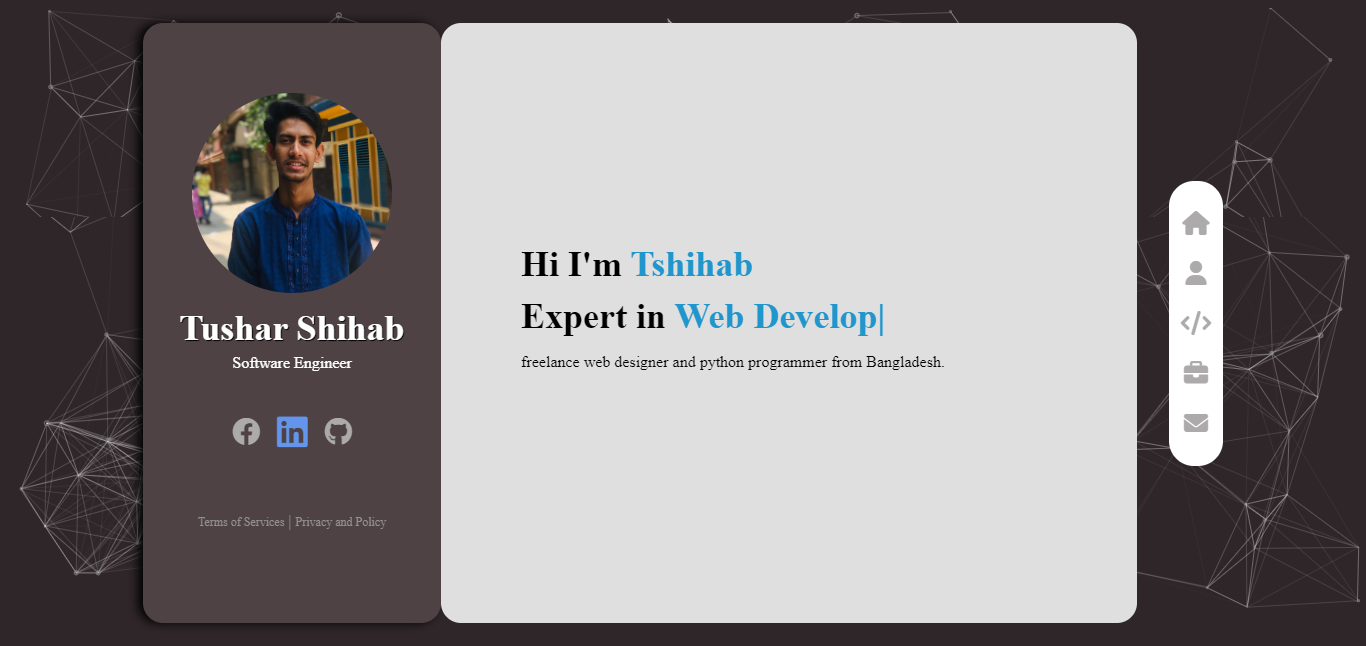 Tushar Shihab
Software Engineer
Terms of Services | Privacy and Policy
Hi I'm Tshihab
Expert in Web Develop|
freelance web designer and python programmer from Bangladesh.